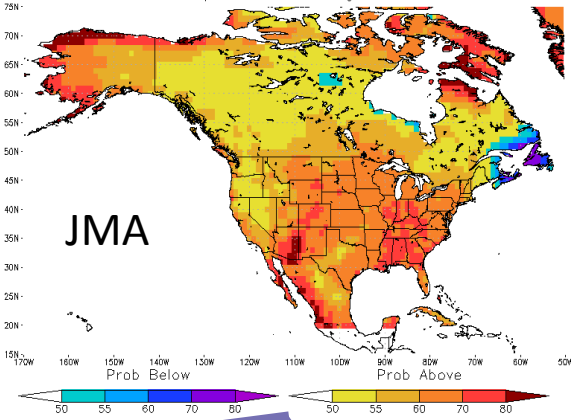 75N
70N
65N
60N
55N
50N
45N
40N
35N
30N
25N
20N
15N
JMA
170W 160W 150W 140W 130W 120W 110W 100W 90W 80W 70W 60W 50W
Prob Below Prob Above
50 55 60 70 80 50 55 60 70 80